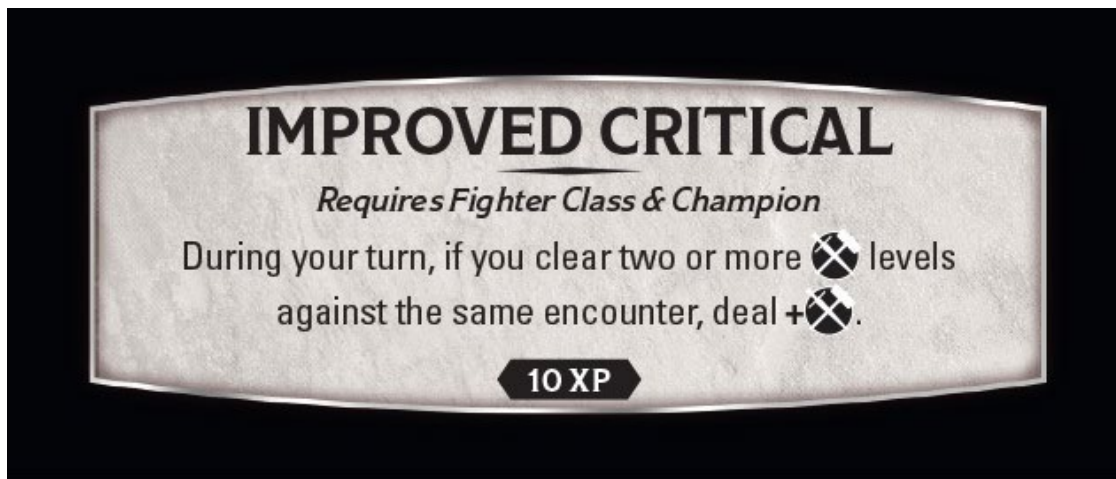 IMPROVED CRITICAL
Requires Fighter Class & Champion
During your turn, if you clear two or more levels
against the same encounter, deal +.
10 XP